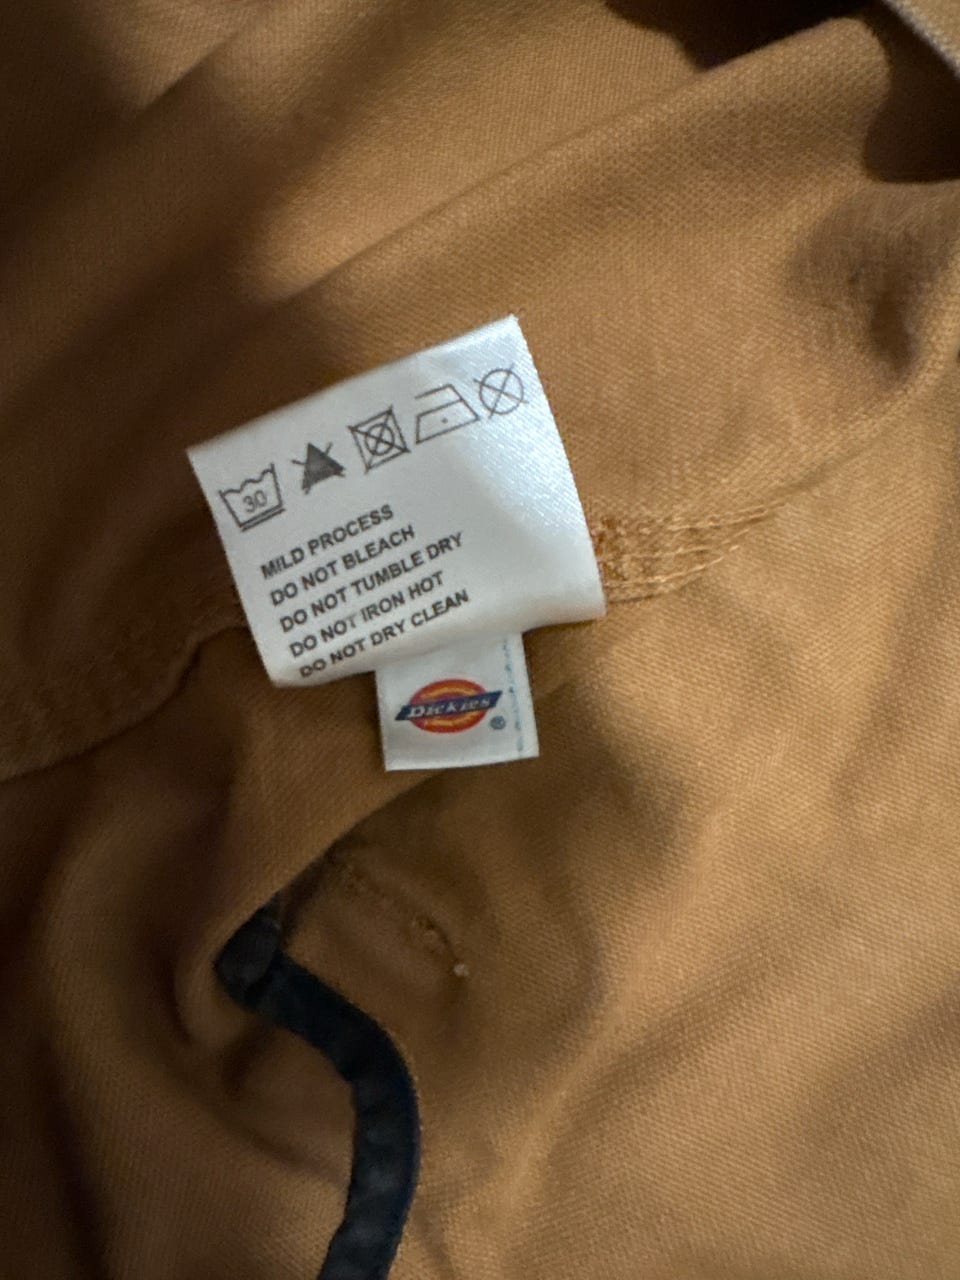 30
MILD PROCESS
DO NOT BLEACH
DO NOT TUMBLE DRY
DO NOT IRON HOT
DO NOT DRY CLEAN
Dickies
®